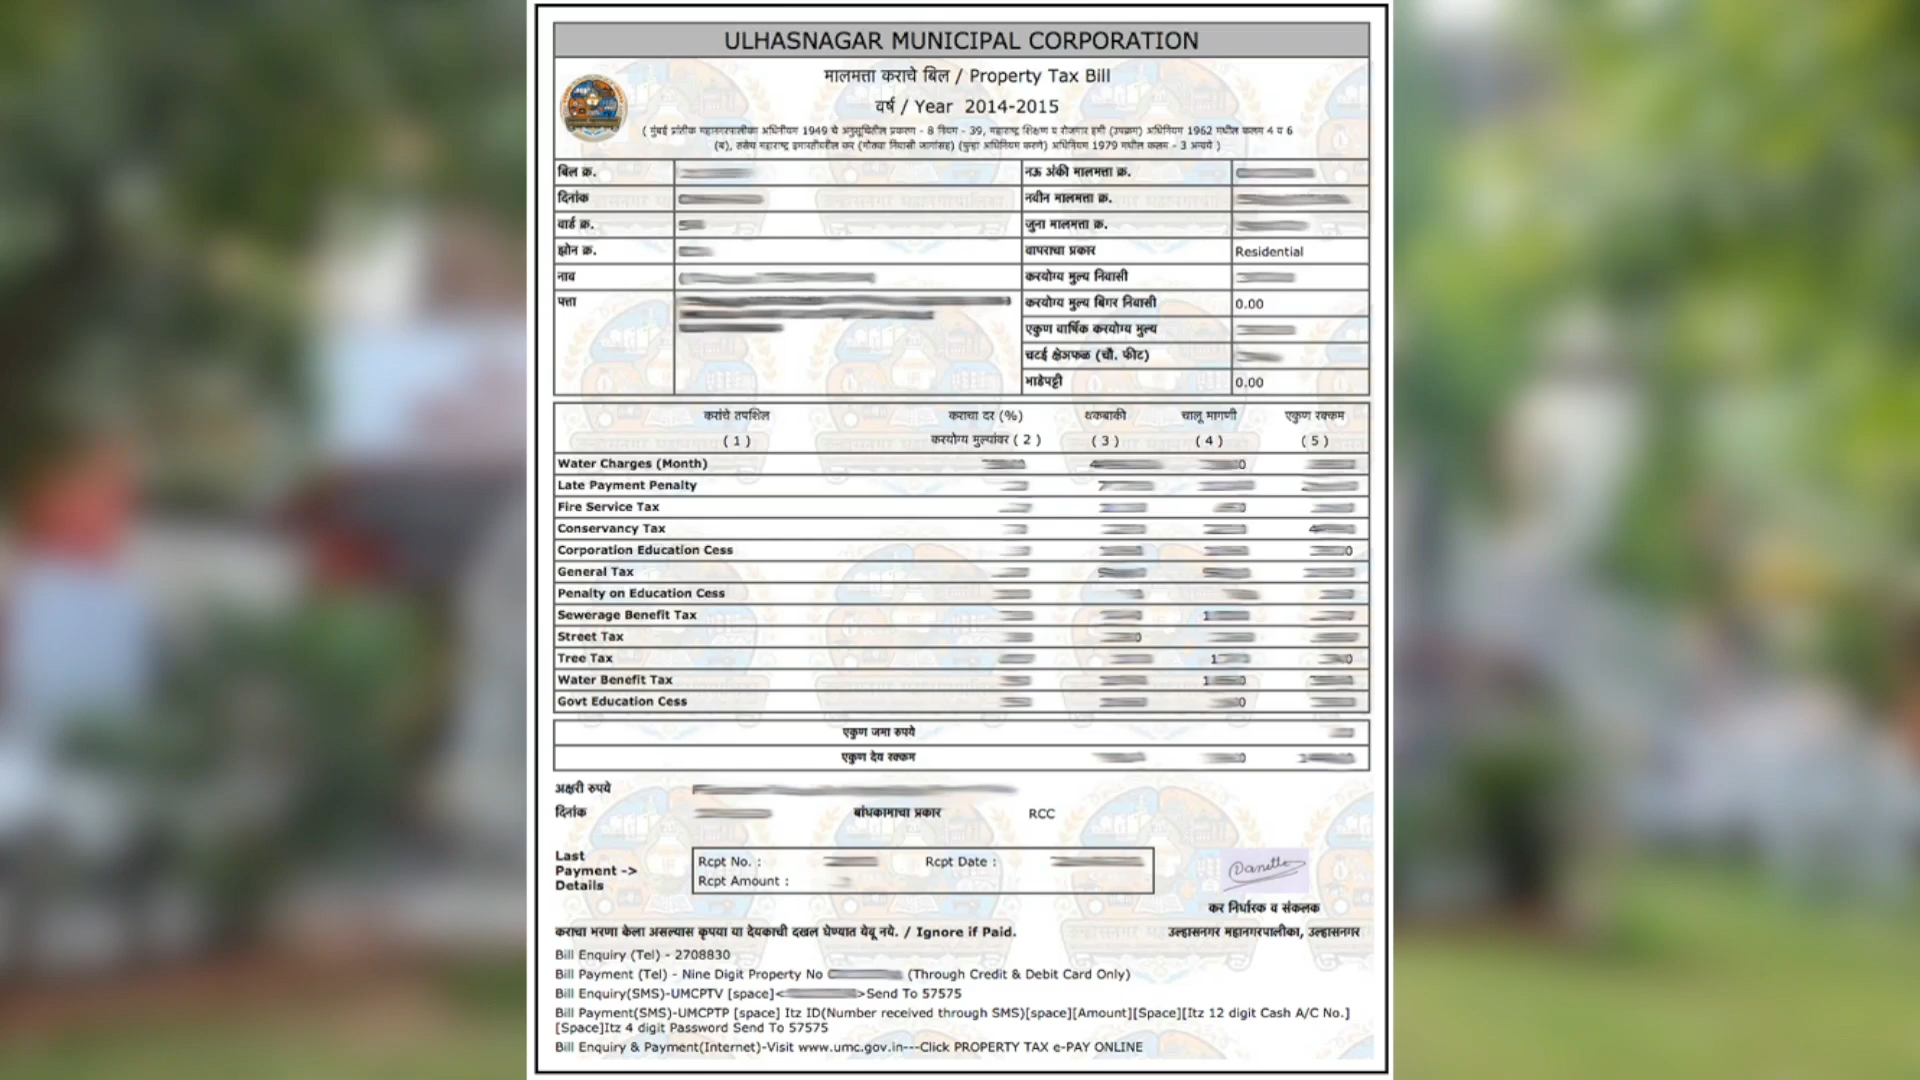 ULHASNAGAR MUNICIPAL CORPORATION
मालमत्ता कराचे बिल / Property Tax Bill
वर्ष / Year 2014-2015
( मुंबई प्रांतीक महानगरपालीका अधिनीयम 1949 चे अनुसूचितील प्रकरण - 8 नियम - 39, महाराष्ट्र शिक्षण व रोजगार हमी (उपक्रम) अधिनियम 1962 मधील कलम 4 व 6
(ब), तसेच महाराष्ट्र इमारतीवरील कर (मोठ्या निवासी जागांसह) (पुन्हा अधिनियम करणे) अधिनियम 1979 मधील कलम - 3 अन्वये )
बिल क्र. नऊ अंकी मालमत्ता क्र.
दिनांक नवीन मालमत्ता क्र.
वार्ड क्र. जुना मालमत्ता क्र.
झोन क्र. वापराचा प्रकार Residential
नाव करयोग्य मुल्य निवासी
पत्ता करयोग्य मुल्य बिगर निवासी 0.00
एकुण वार्षिक करयोग्य मुल्य
चटई क्षेत्रफळ (चौ. फीट)
भाडेपट्टी 0.00
करांचे तपशिल कराचा दर (%) थकबाकी चालू मागणी एकुण रक्कम
( 1 ) करयोग्य मुल्यांवर ( 2 ) ( 3 ) ( 4 ) ( 5 )
Water Charges (Month)
Late Payment Penalty
Fire Service Tax
Conservancy Tax
Corporation Education Cess
General Tax
Penalty on Education Cess
Sewerage Benefit Tax
Street Tax
Tree Tax
Water Benefit Tax
Govt Education Cess
एकुण जमा रुपये
एकुण देय रक्कम
अक्षरी रुपये
दिनांक बांधकामाचा प्रकार RCC
Last Payment -> Details
Rcpt No. : Rcpt Date :
Rcpt Amount :
कर निर्धारक व संकलक
कराचा भरणा केला असल्यास कृपया या देयकाची दखल घेण्यात येवू नये. / Ignore if Paid. उल्हासनगर महानगरपालीका, उल्हासनगर
Bill Enquiry (Tel) - 2708830
Bill Payment (Tel) - Nine Digit Property No (Through Credit & Debit Card Only)
Bill Enquiry(SMS)-UMCPTV [space]< >Send To 57575
Bill Payment(SMS)-UMCPTP [space] Itz ID(Number received through SMS)[space][Amount][Space][Itz 12 digit Cash A/C No.]
[Space]Itz 4 digit Password Send To 57575
Bill Enquiry & Payment(Internet)-Visit www.umc.gov.in---Click PROPERTY TAX e-PAY ONLINE